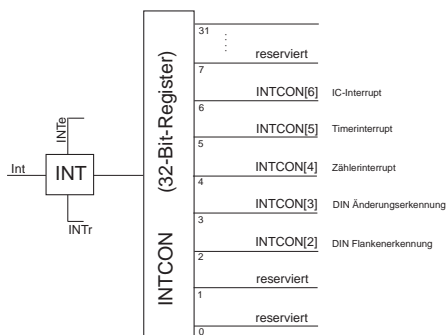 INTe
Int
INT
INTr
INTCON (32-Bit-Register)
31
reserviert
7
INTCON[6] IC-Interrupt
6
INTCON[5] Timerinterrupt
5
INTCON[4] Zählerinterrupt
4
INTCON[3] DIN Änderungserkennung
3
INTCON[2] DIN Flankenerkennung
2
reserviert
1
reserviert
0